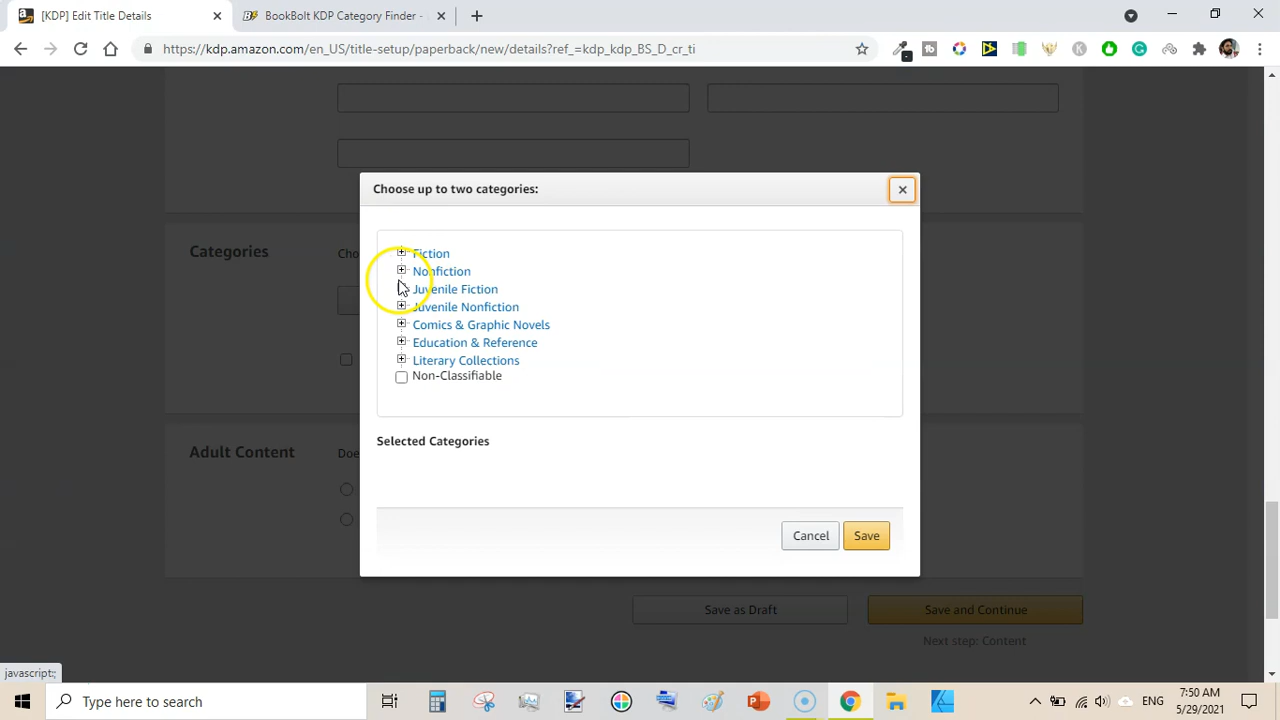 [KDP] Edit Title Details
BookBolt KDP Category Finder -
https://kdp.amazon.com/en_US/title-setup/paperback/new/details?ref_=kdp_kdp_BS_D_cr_ti
Choose up to two categories:
Categories
Cho
Fiction
Nonfiction
Juvenile Fiction
Juvenile Nonfiction
Comics & Graphic Novels
Education & Reference
Literary Collections
Non-Classifiable
Selected Categories
Adult Content
Doe
Cancel
Save
Save as Draft
Save and Continue
Next step: Content
javascript:;
Type here to search
ENG
7:50 AM
5/29/2021